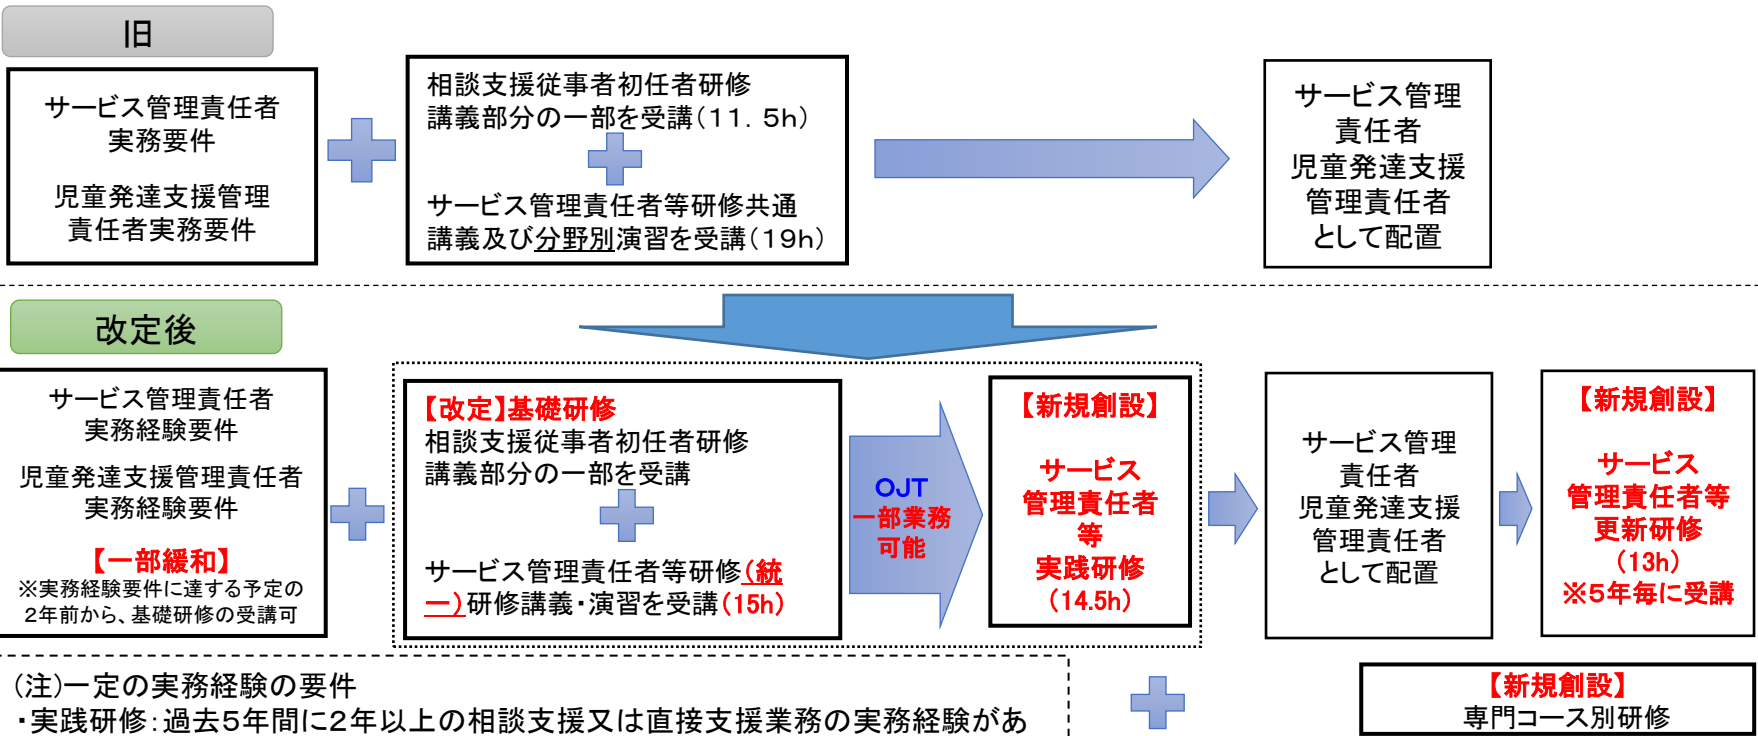 旧
サービス管理責任者
実務要件
児童発達支援管理
責任者実務要件
相談支援従事者初任者研修
講義部分の一部を受講(11．5h)
サービス管理責任者等研修共通
講義及び分野別演習を受講(19h)
サービス管理
責任者
児童発達支援
管理責任者
として配置
改定後
サービス管理責任者
実務経験要件
児童発達支援管理責任者
実務経験要件
【一部緩和】
※実務経験要件に達する予定の
2年前から、基礎研修の受講可
【改定】基礎研修
相談支援従事者初任者研修
講義部分の一部を受講
サービス管理責任者等研修(統
一)研修講義・演習を受講(15h)
OJT
一部業務
可能
【新規創設】
サービス
管理責任者
等
実践研修
(14.5h)
サービス管理
責任者
児童発達支援
管理責任者
として配置
【新規創設】
サービス
管理責任者等
更新研修
(13h)
※5年毎に受講
(注)一定の実務経験の要件
・実践研修：過去5年間に2年以上の相談支援又は直接支援業務の実務経験があ
【新規創設】
専門コース別研修